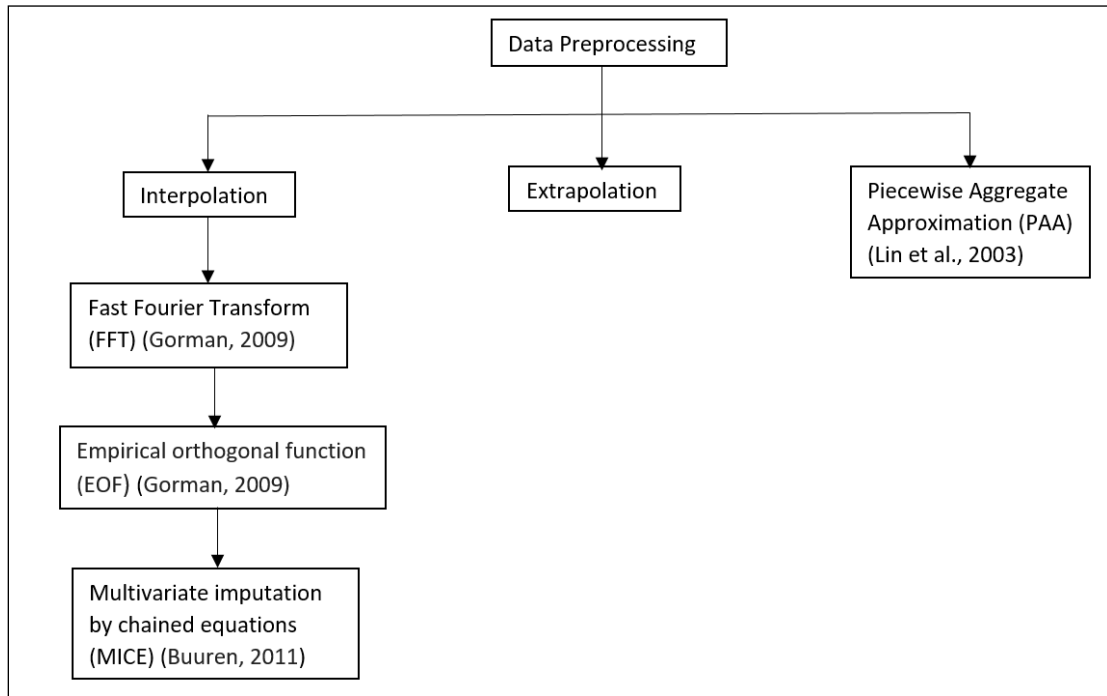 Data Preprocessing
Interpolation
Extrapolation
Piecewise Aggregate
Approximation (PAA)
(Lin et al., 2003)
Fast Fourier Transform
(FFT) (Gorman, 2009)
Empirical orthogonal function
(EOF) (Gorman, 2009)
Multivariate imputation
by chained equations
(MICE) (Buuren, 2011)